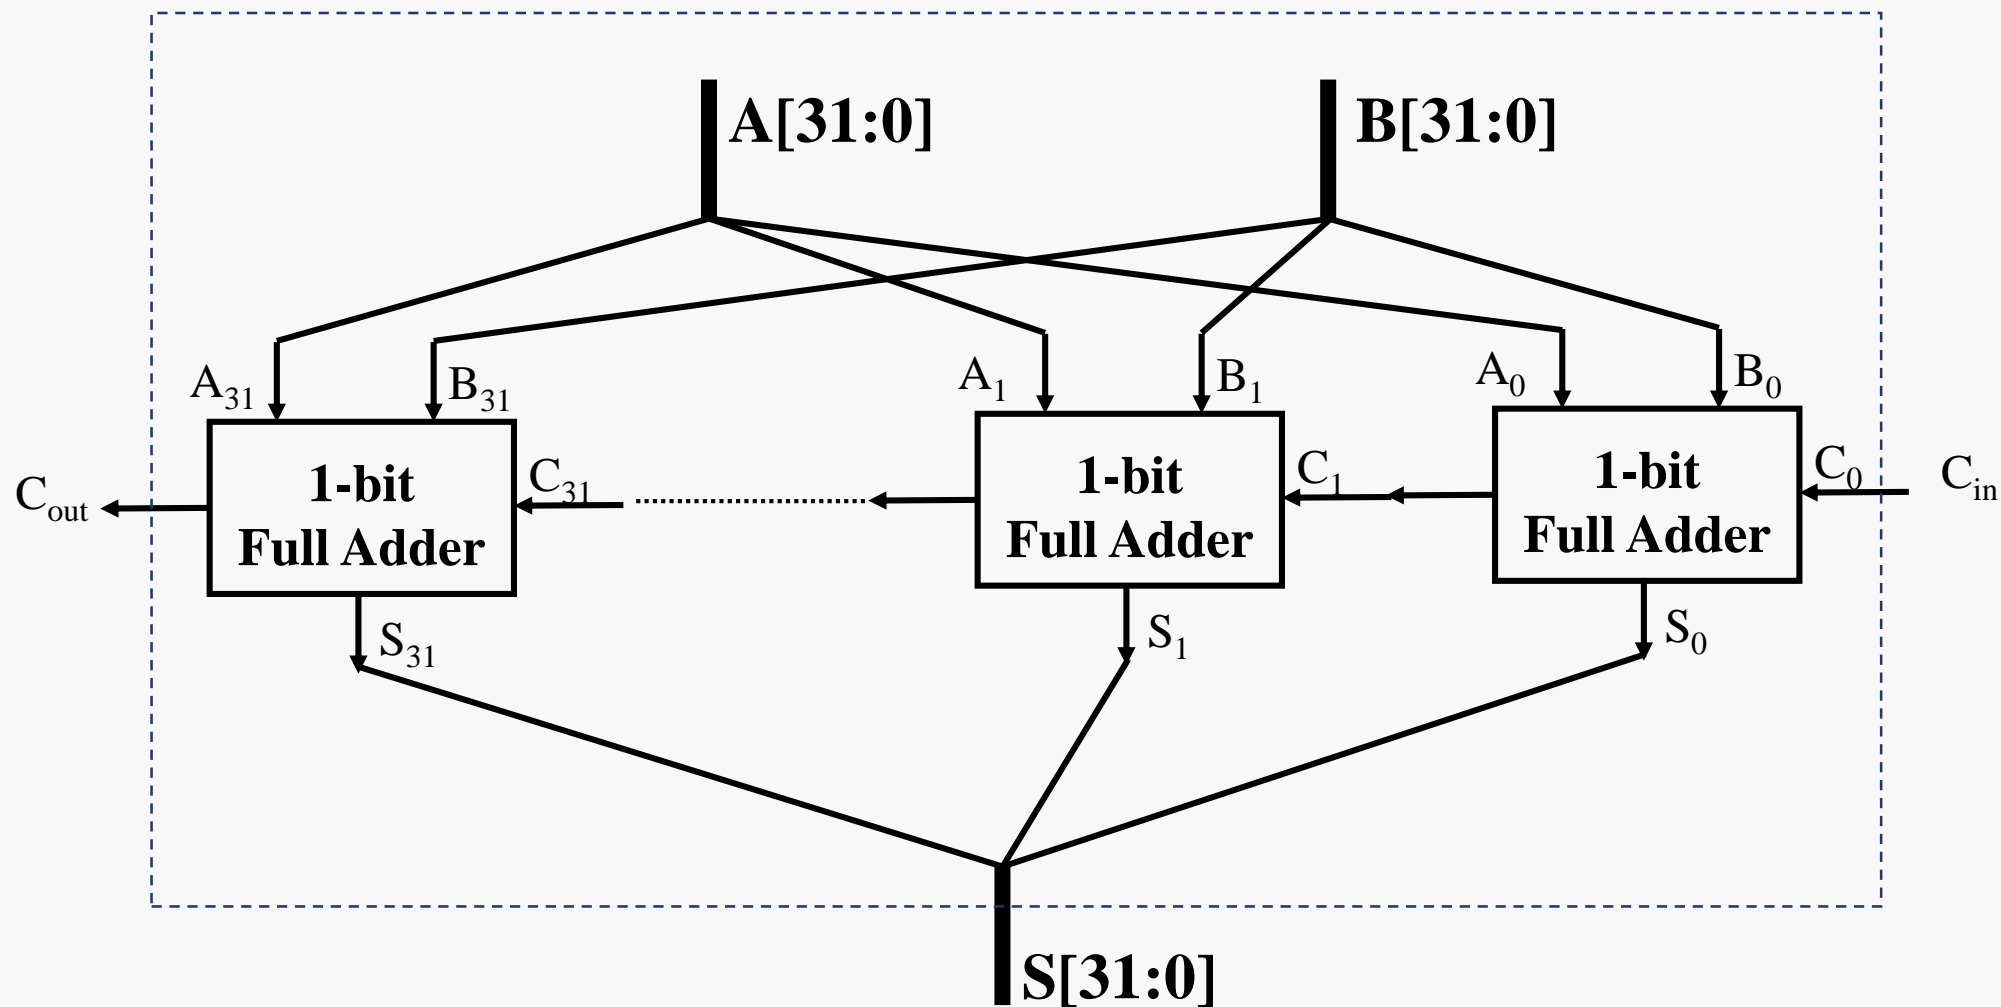 A[31:0]
B[31:0]
A31
B31
A1
B1
A0
B0
Cout
1-bit
Full Adder
C31
1-bit
Full Adder
C1
1-bit
Full Adder
C0
Cin
S31
S1
S0
S[31:0]